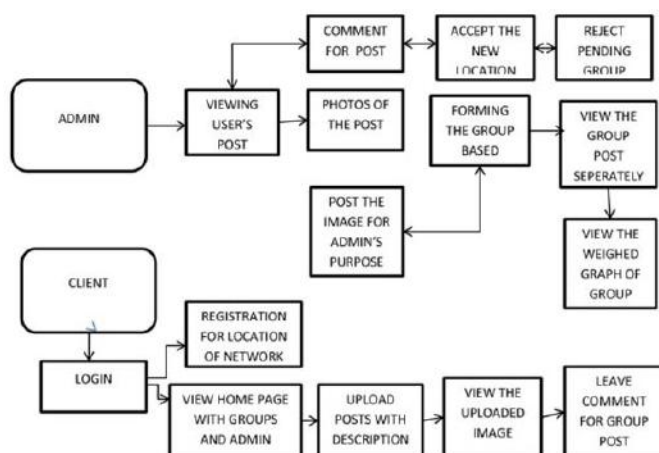 COMMENT
FOR POST
ACCEPT THE
NEW
LOCATION
REJECT
PENDING
GROUP
ADMIN
VIEWING
USER'S
POST
PHOTOS OF
THE POST
FORMING
THE GROUP
BASED
VIEW THE
GROUP
POST
SEPERATELY
POST THE
IMAGE FOR
ADMIN'S
PURPOSE
VIEW THE
WEIGHED
GRAPH OF
GROUP
CLIENT
REGISTRATION
FOR LOCATION
OF NETWORK
LOGIN
VIEW HOME PAGE
WITH GROUPS
AND ADMIN
UPLOAD
POSTS WITH
DESCRIPTION
VIEW THE
UPLOADED
IMAGE
LEAVE
COMMENT
FOR GROUP
POST